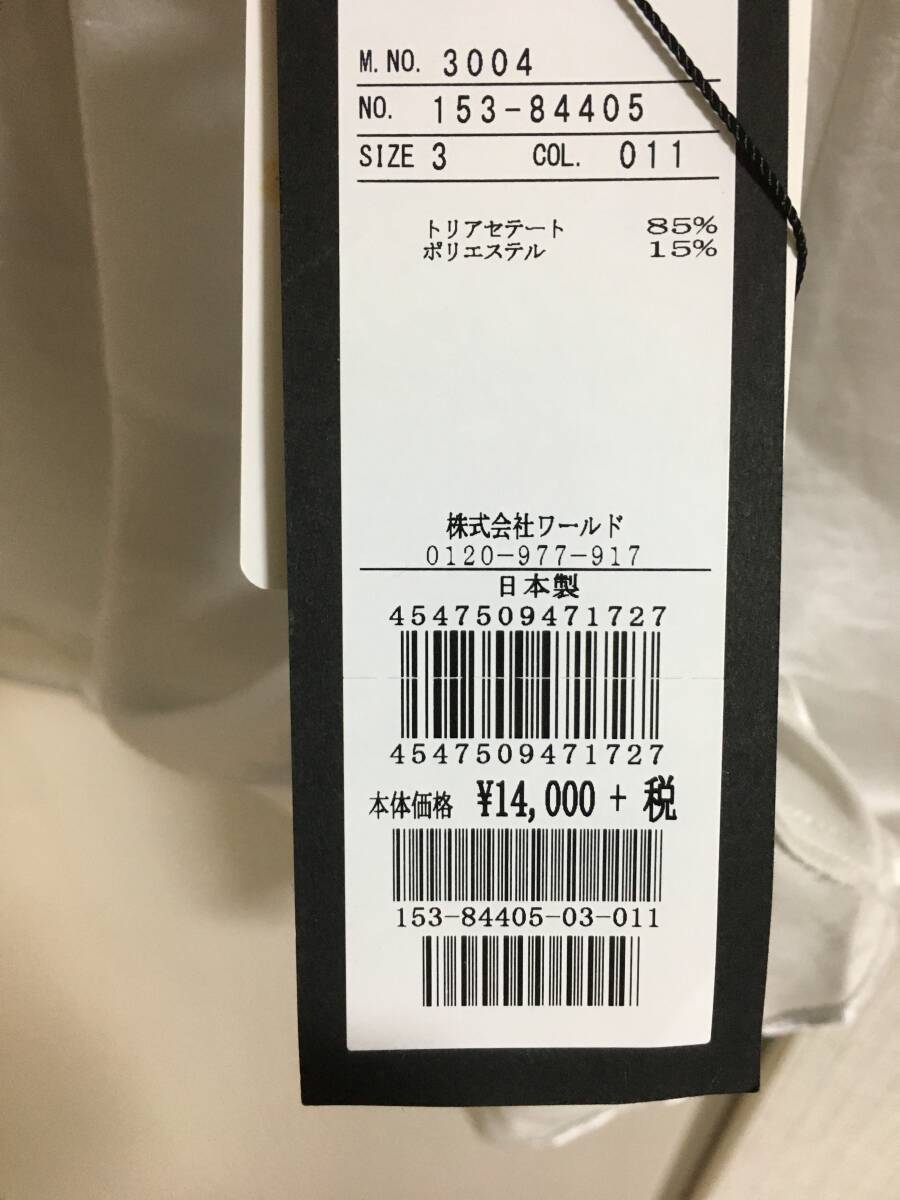 M.NO. 3004
NO. 153-84405
SIZE 3 COL. 011
トリアセテート 85%
ポリエステル 15%
株式会社ワールド
0120-977-917
日本製
4547509471727
4547509471727
本体価格 ¥14,000 + 税
153-84405-03-011